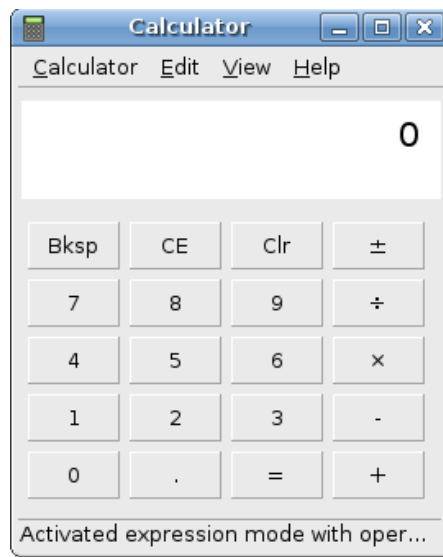 Calculator
Calculator Edit View Help
0
Bksp CE Clr ±
7 8 9 ÷
4 5 6 ×
1 2 3 -
0 . = +
Activated expression mode with oper...